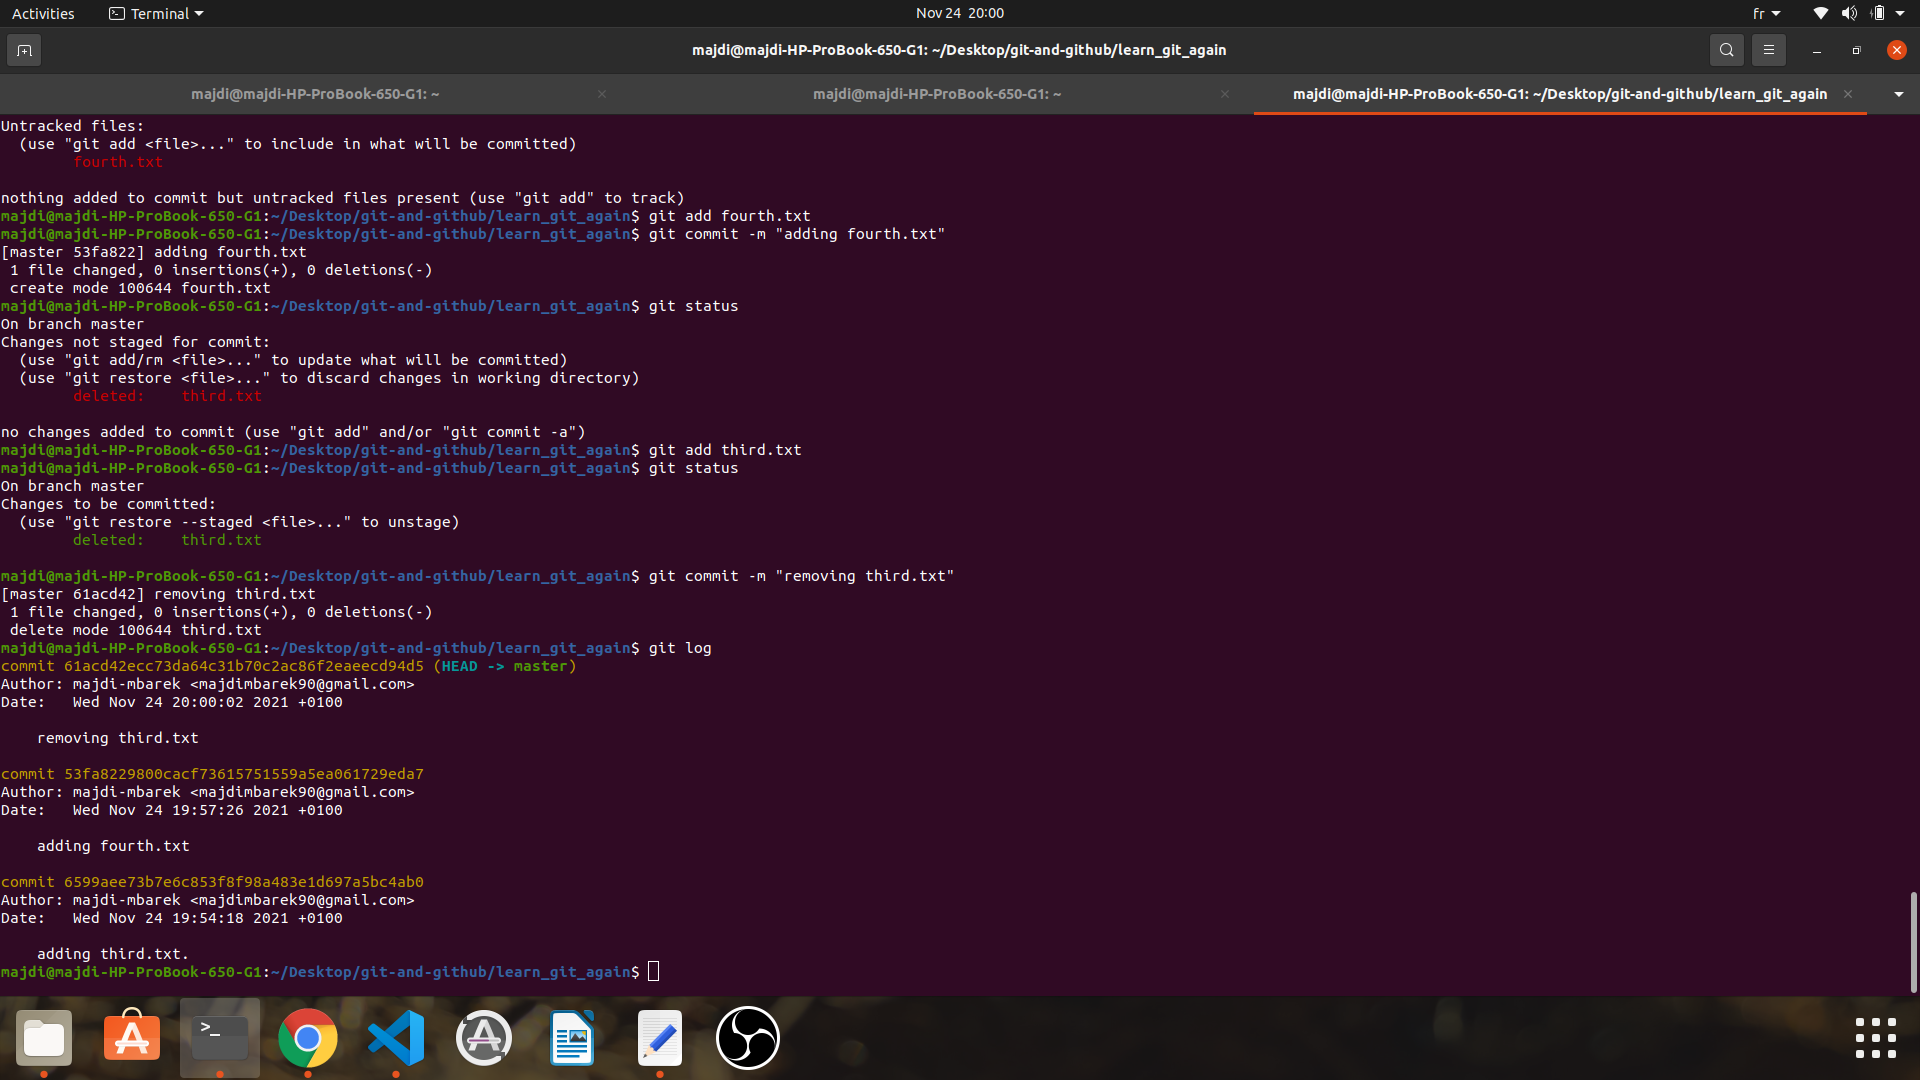 Activities
Terminal
Nov 24 20:00
fr
majdi@majdi-HP-ProBook-650-G1: ~/Desktop/git-and-github/learn_git_again
majdi@majdi-HP-ProBook-650-G1: ~
majdi@majdi-HP-ProBook-650-G1: ~
majdi@majdi-HP-ProBook-650-G1: ~/Desktop/git-and-github/learn_git_again
Untracked files:
  (use "git add <file>..." to include in what will be committed)
        fourth.txt
nothing added to commit but untracked files present (use "git add" to track)
majdi@majdi-HP-ProBook-650-G1:~/Desktop/git-and-github/learn_git_again$ git add fourth.txt
majdi@majdi-HP-ProBook-650-G1:~/Desktop/git-and-github/learn_git_again$ git commit -m "adding fourth.txt"
[master 53fa822] adding fourth.txt
 1 file changed, 0 insertions(+), 0 deletions(-)
 create mode 100644 fourth.txt
majdi@majdi-HP-ProBook-650-G1:~/Desktop/git-and-github/learn_git_again$ git status
On branch master
Changes not staged for commit:
  (use "git add/rm <file>..." to update what will be committed)
  (use "git restore <file>..." to discard changes in working directory)
        deleted:    third.txt
no changes added to commit (use "git add" and/or "git commit -a")
majdi@majdi-HP-ProBook-650-G1:~/Desktop/git-and-github/learn_git_again$ git add third.txt
majdi@majdi-HP-ProBook-650-G1:~/Desktop/git-and-github/learn_git_again$ git status
On branch master
Changes to be committed:
  (use "git restore --staged <file>..." to unstage)
        deleted:    third.txt
majdi@majdi-HP-ProBook-650-G1:~/Desktop/git-and-github/learn_git_again$ git commit -m "removing third.txt"
[master 61acd42] removing third.txt
 1 file changed, 0 insertions(+), 0 deletions(-)
 delete mode 100644 third.txt
majdi@majdi-HP-ProBook-650-G1:~/Desktop/git-and-github/learn_git_again$ git log
commit 61acd42ecc73da64c31b70c2ac86f2eaeecd94d5 (HEAD -> master)
Author: majdi-mbarek <majdimbarek90@gmail.com>
Date:   Wed Nov 24 20:00:02 2021 +0100
    removing third.txt
commit 53fa8229800cacf73615751559a5ea061729eda7
Author: majdi-mbarek <majdimbarek90@gmail.com>
Date:   Wed Nov 24 19:57:26 2021 +0100
    adding fourth.txt
commit 6599aee73b7e6c853f8f98a483e1d697a5bc4ab0
Author: majdi-mbarek <majdimbarek90@gmail.com>
Date:   Wed Nov 24 19:54:18 2021 +0100
    adding third.txt.
majdi@majdi-HP-ProBook-650-G1:~/Desktop/git-and-github/learn_git_again$